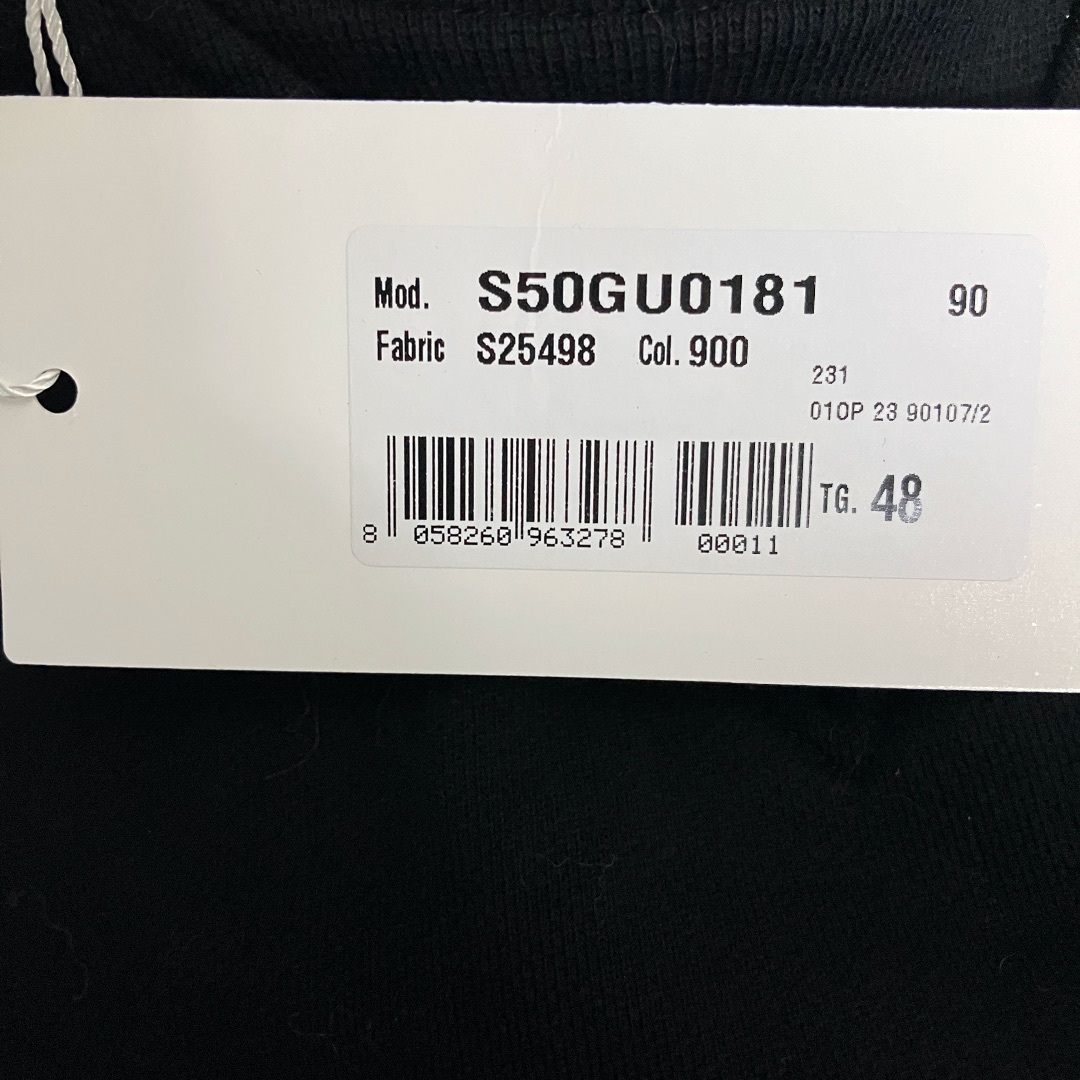 Mod. S50GU0181 90
Fabric S25498 Col. 900
231
010P 23 90107/2
TG. 48
8 058260 963278 00011